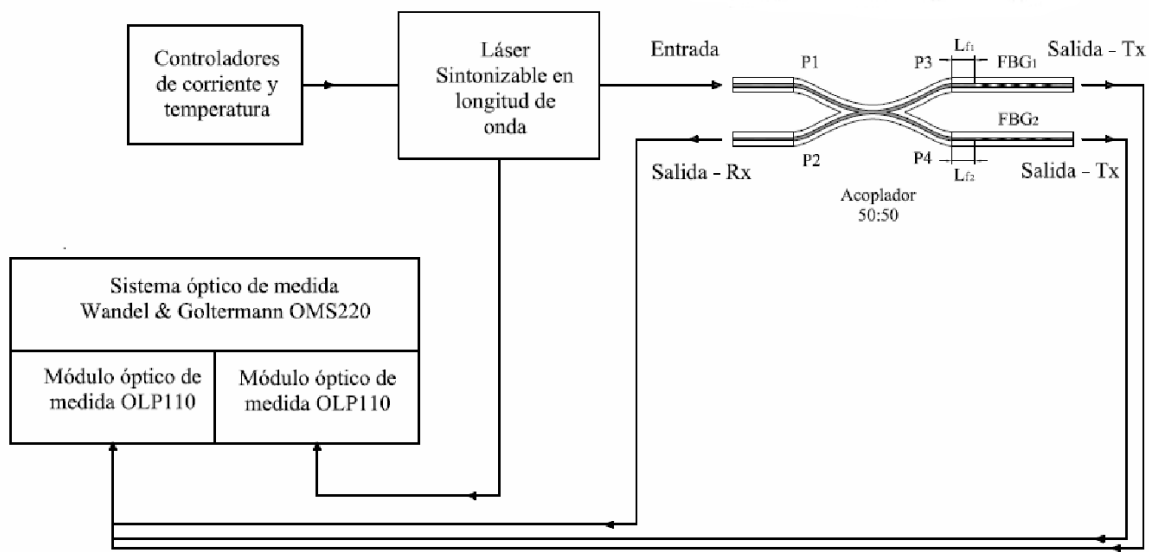 Controladores
de corriente y
temperatura
Láser
Sintonizable en
longitud de
onda
Entrada
P1
P3
Lf1
FBG1
Salida - Tx
Salida - Rx
P2
P4
Lf2
FBG2
Salida - Tx
Acoplador
50:50
Sistema óptico de medida
Wandel & Goltermann OMS220
Módulo óptico de
medida OLP110
Módulo óptico de
medida OLP110